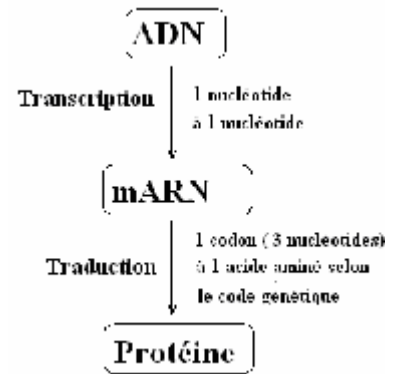 ADN
Transcription
1 nucléotide
à 1 nucléotide
mARN
Traduction
1 codon ( 3 nucleotides)
à 1 acide aminé selon
le code génétique
Protéine